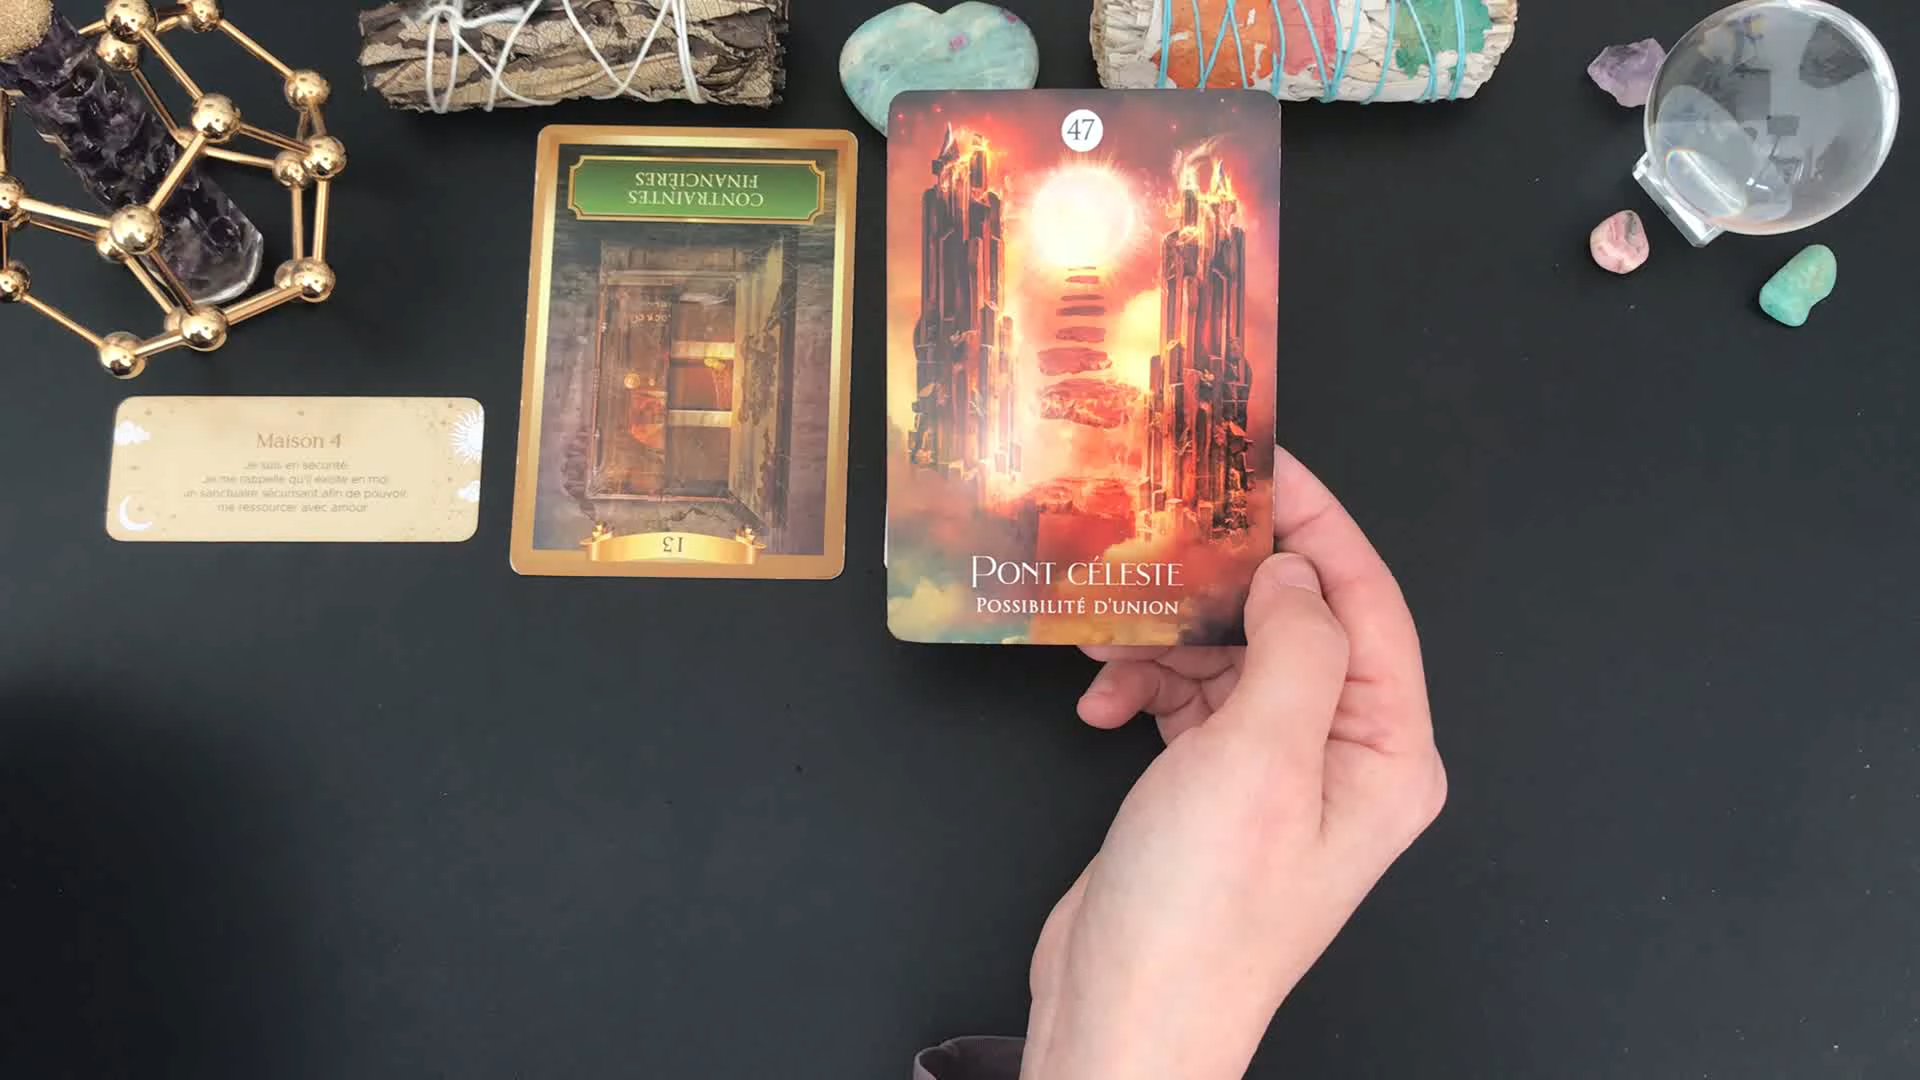 Maison 4
Je suis en sécurité.
Je me rappelle qu'il existe en moi
un sanctuaire sécurisant afin de pouvoir
me ressourcer avec amour
CONTRAINTES
FINANCIÈRES
13
47
PONT CÉLESTE
POSSIBILITÉ D'UNION